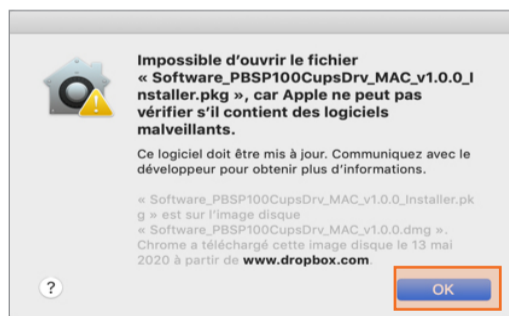 Impossible d’ouvrir le fichier
« Software_PBSP100CupsDrv_MAC_v1.0.0_I
nstaller.pkg », car Apple ne peut pas
vérifier s’il contient des logiciels
malveillants.
Ce logiciel doit être mis à jour. Communiquez avec le
développeur pour obtenir plus d’informations.
« Software_PBSP100CupsDrv_MAC_v1.0.0_Installer.pk
g » est sur l’image disque
« Software_PBSP100CupsDrv_MAC_v1.0.0.dmg ».
Chrome a téléchargé cette image disque le 13 mai
2020 à partir de www.dropbox.com.
?
OK